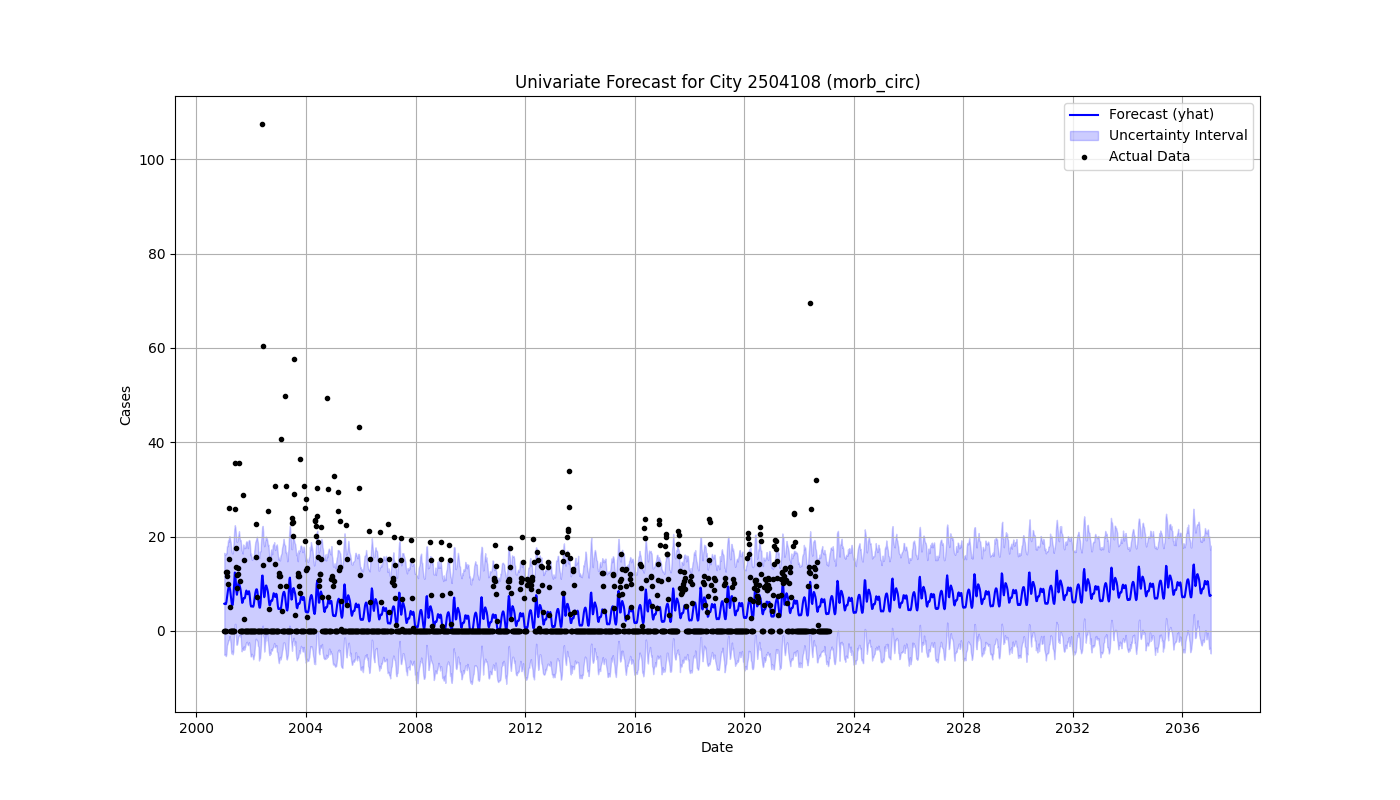 Univariate Forecast for City 2504108 (morb_circ)
Forecast (yhat)
Uncertainty Interval
Actual Data
100
80
60
40
20
0
Cases
2000 2004 2008 2012 2016 2020 2024 2028 2032 2036
Date